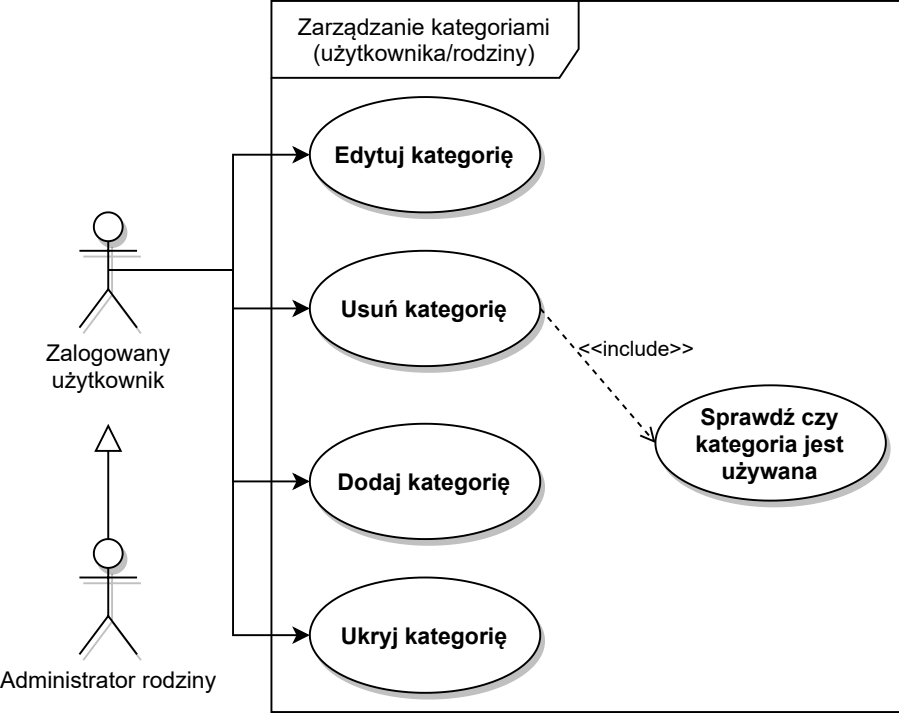 Zarządzanie kategoriami
(użytkownika/rodziny)
Edytuj kategorię
Usuń kategorię
<<include>>
Zalogowany
użytkownik
Sprawdź czy
kategoria jest
używana
Dodaj kategorię
Ukryj kategorię
Administrator rodziny